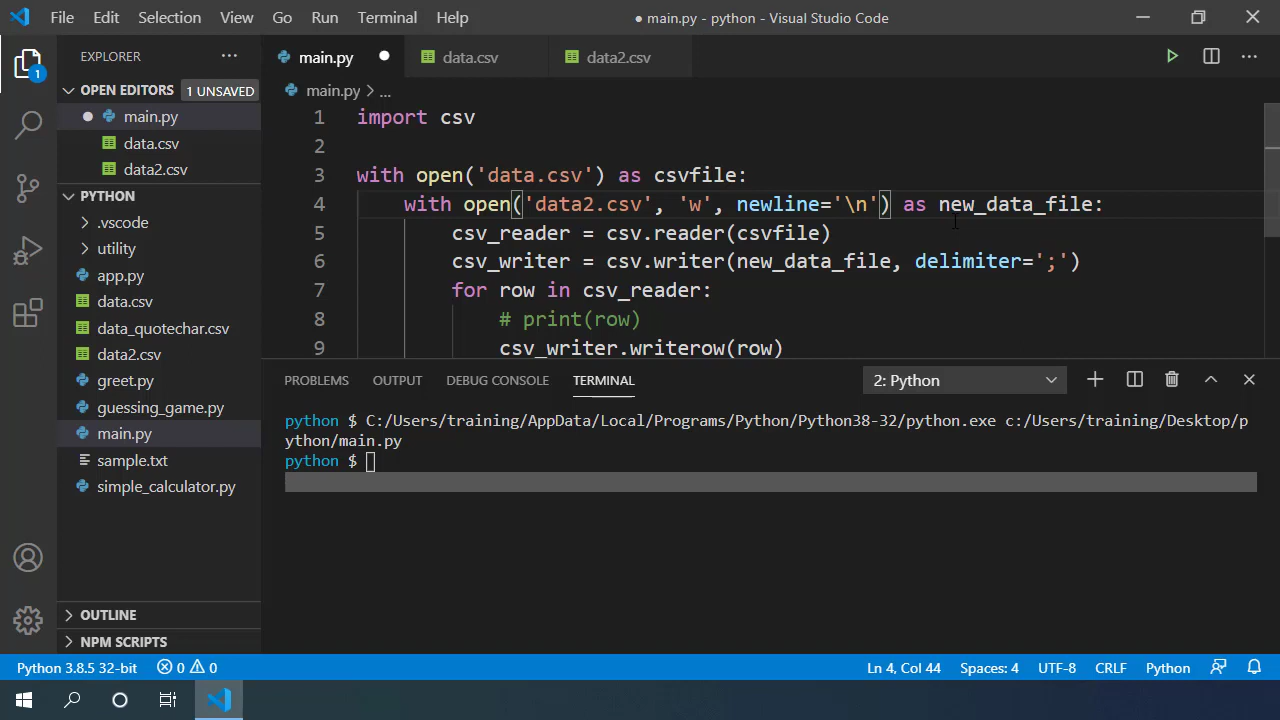 File Edit Selection View Go Run Terminal Help ● main.py - python - Visual Studio Code
EXPLORER ···
1
OPEN EDITORS 1 UNSAVED
main.py
data.csv
data2.csv
PYTHON
.vscode
utility
app.py
data.csv
data_quotechar.csv
data2.csv
greet.py
guessing_game.py
main.py
sample.txt
simple_calculator.py
OUTLINE
NPM SCRIPTS
main.py data.csv data2.csv
main.py > ...
1 import csv
2
3 with open('data.csv') as csvfile:
4 with open('data2.csv', 'w', newline='\n') as new_data_file:
5 csv_reader = csv.reader(csvfile)
6 csv_writer = csv.writer(new_data_file, delimiter=';')
7 for row in csv_reader:
8 # print(row)
9 csv_writer.writerow(row)
PROBLEMS OUTPUT DEBUG CONSOLE TERMINAL 2: Python
python $ C:/Users/training/AppData/Local/Programs/Python/Python38-32/python.exe c:/Users/training/Desktop/p
ython/main.py
python $
Python 3.8.5 32-bit 0 0 Ln 4, Col 44 Spaces: 4 UTF-8 CRLF Python